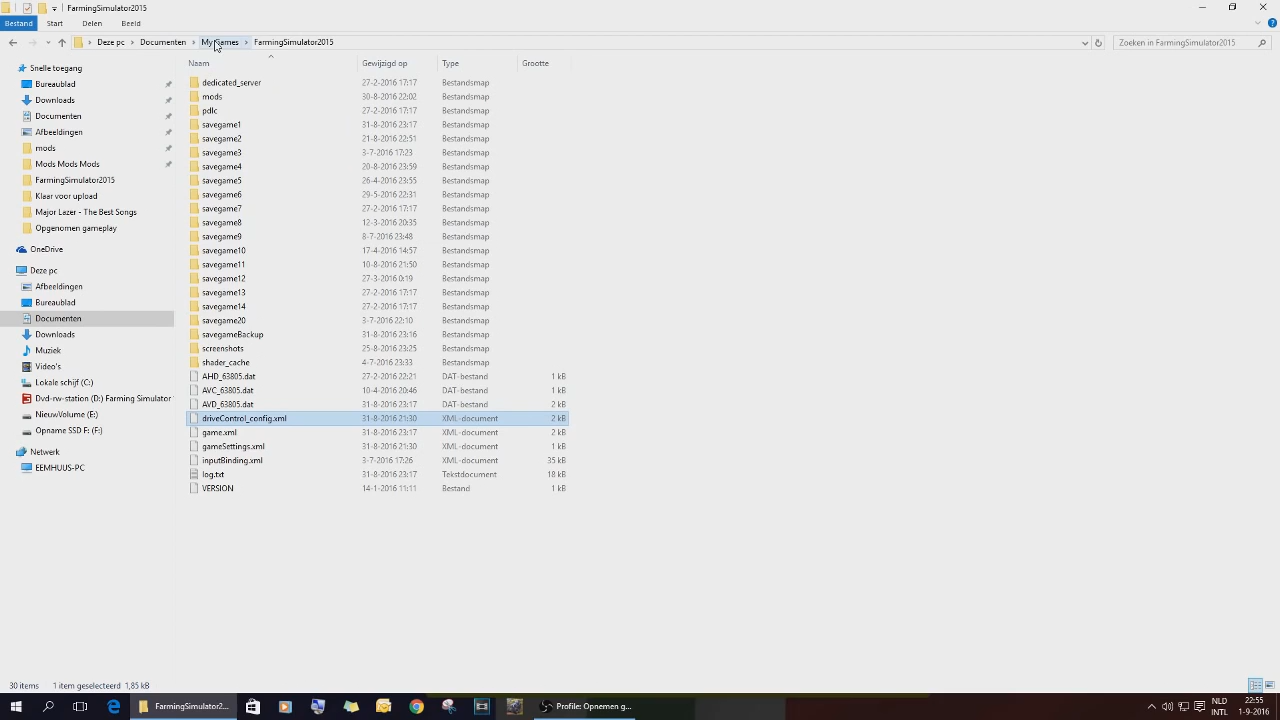 FarmingSimulator2015
Bestand Start Delen Beeld
Deze pc Documenten My Games FarmingSimulator2015 Zoeken in FarmingSimulator2015
Naam Gewijzigd op Type Grootte
Snelle toegang
Bureaublad
Downloads
Documenten
Afbeeldingen
mods
Mods Mods Mods
FarmingSimulator2015
Klaar voor upload
Major Lazer - The Best Songs
Opgenomen gameplay
OneDrive
Deze pc
Afbeeldingen
Bureaublad
Documenten
Downloads
Muziek
Video's
Lokale schijf (C:)
Dvd-rw-station (D:) Farming Simulator
NieuwVolume (E:)
Opname SSD F: (F:)
Netwerk
EEMHUUS-PC
dedicated_server 27-2-2016 17:17 Bestandsmap
mods 30-8-2016 22:02 Bestandsmap
pdlc 27-2-2016 17:17 Bestandsmap
savegame1 31-8-2016 23:17 Bestandsmap
savegame2 21-8-2016 22:51 Bestandsmap
savegame3 3-7-2016 17:23 Bestandsmap
savegame4 20-8-2016 23:59 Bestandsmap
savegame5 26-4-2016 23:55 Bestandsmap
savegame6 29-5-2016 22:31 Bestandsmap
savegame7 27-2-2016 17:17 Bestandsmap
savegame8 12-3-2016 20:35 Bestandsmap
savegame9 8-7-2016 23:48 Bestandsmap
savegame10 17-4-2016 14:57 Bestandsmap
savegame11 10-8-2016 21:50 Bestandsmap
savegame12 27-3-2016 0:19 Bestandsmap
savegame13 27-2-2016 17:17 Bestandsmap
savegame14 27-2-2016 17:17 Bestandsmap
savegame20 3-7-2016 22:10 Bestandsmap
savegameBackup 31-8-2016 23:16 Bestandsmap
screenshots 25-8-2016 23:25 Bestandsmap
shader_cache 4-7-2016 23:33 Bestandsmap
AHD_63805.dat 27-2-2016 22:21 DAT-bestand 1 kB
AVC_63805.dat 10-4-2016 20:46 DAT-bestand 1 kB
AVD_63805.dat 31-8-2016 23:17 DAT-bestand 2 kB
driveControl_config.xml 31-8-2016 21:30 XML-document 2 kB
game.xml 31-8-2016 23:17 XML-document 2 kB
gameSettings.xml 31-8-2016 21:30 XML-document 1 kB
inputBinding.xml 3-7-2016 17:26 XML-document 35 kB
log.txt 31-8-2016 23:17 Tekstdocument 18 kB
VERSION 14-1-2016 11:11 Bestand 1 kB
30 items 1 item geselecteerd 1,85 kB
FarmingSimulator2... Profile: Opnemen g...
NLD 22:55
INTL 1-9-2016